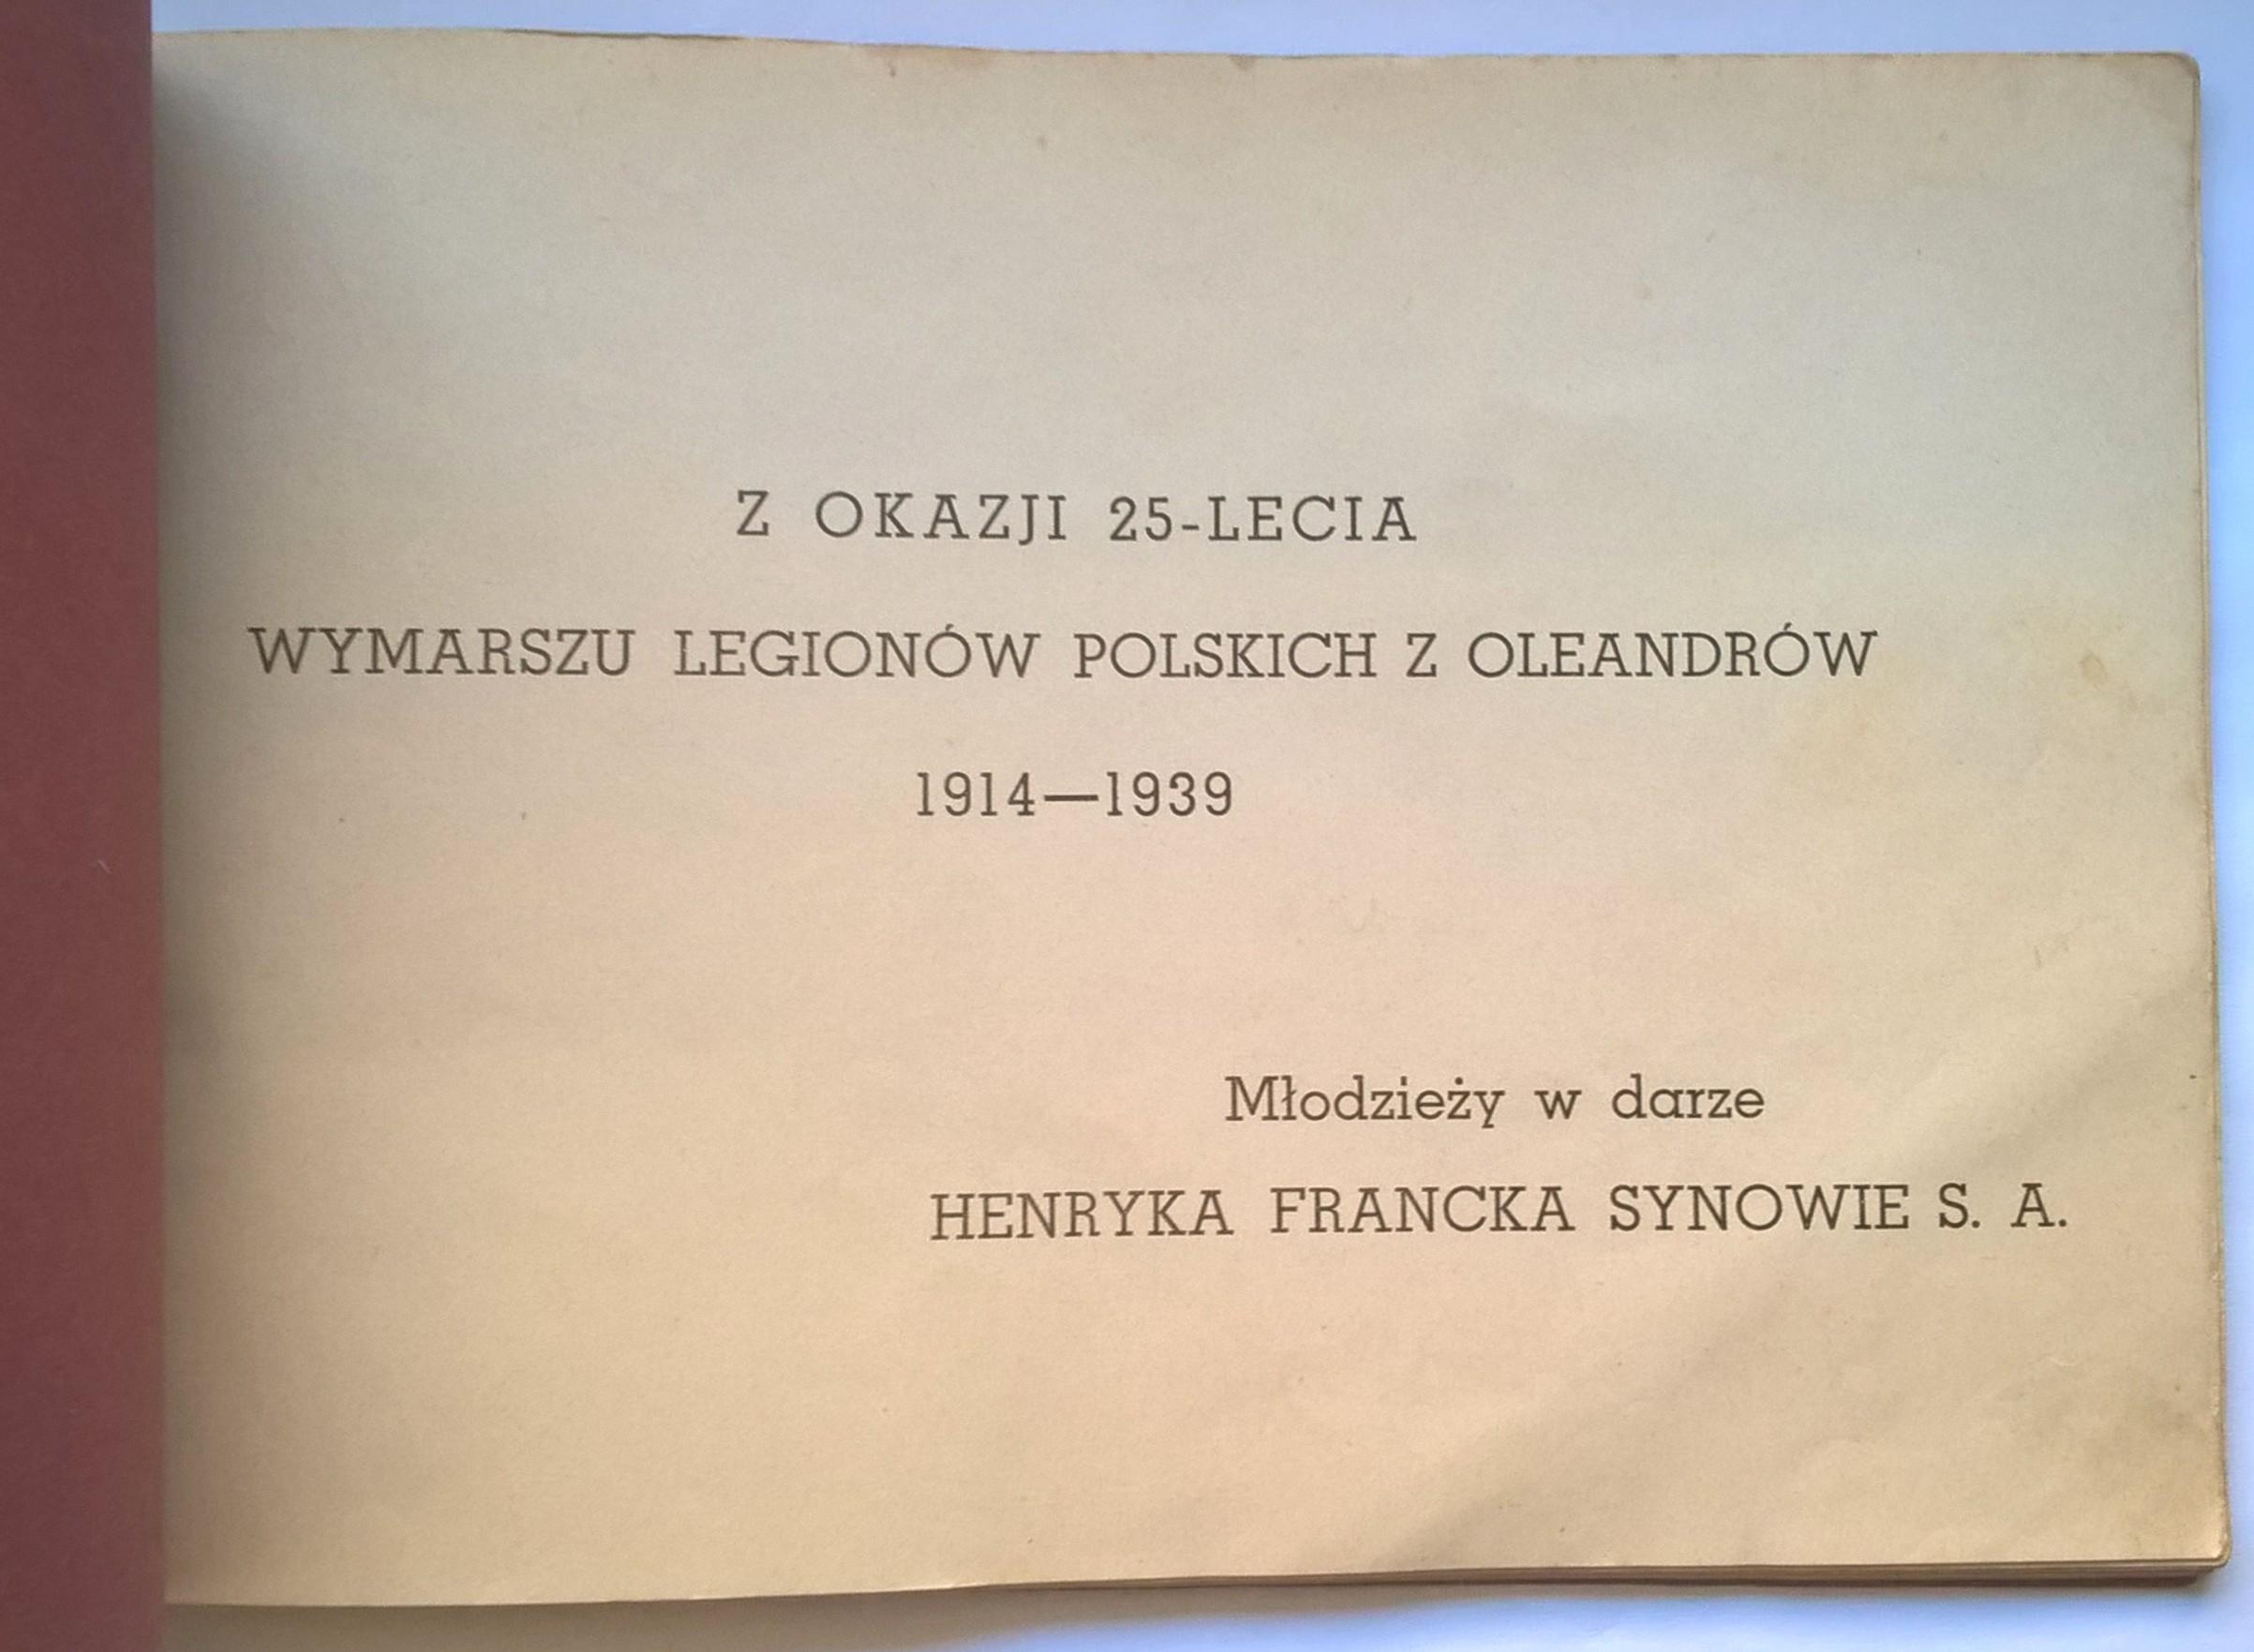 Z OKAZJI 25-LECIA
WYMARSZU LEGIONÓW POLSKICH Z OLEANDRÓW
1914—1939
Młodzieży w darze
HENRYKA FRANCKA SYNOWIE S. A.